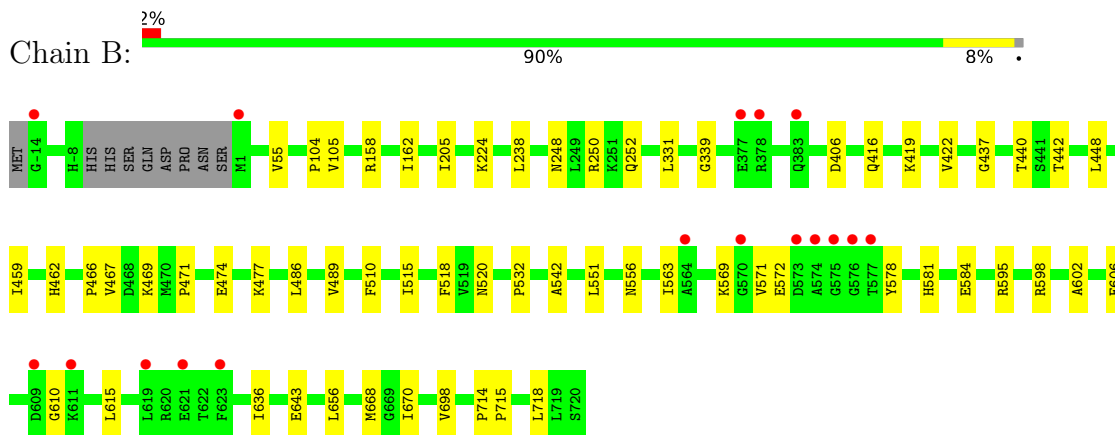 2%
Chain B:
90% 8% •
MET G-14 H-8 HIS HIS SER GLN ASP PRO ASN SER M1 V55 P104 V105 R158 I162 I205 K224 L238 N248 L249 R250 K251 Q252 L331 G339 E377 R378 Q383 D406 Q416 K419 V422 G437 T440 S441 T442 L448
I459 H462 P466 V467 D468 K469 M470 P471 E474 K477 L486 V489 F510 I515 F518 V519 N520 P532 A542 L551 N556 I563 A564 K569 G570 V571 E572 D573 A574 G575 G576 T577 Y578 H581 E584 R595 R598 A602
D609 G610 K611 L615 L619 R620 E621 T622 F623 I636 E643 L656 M668 G669 I670 V698 P714 P715 L718 L719 S720